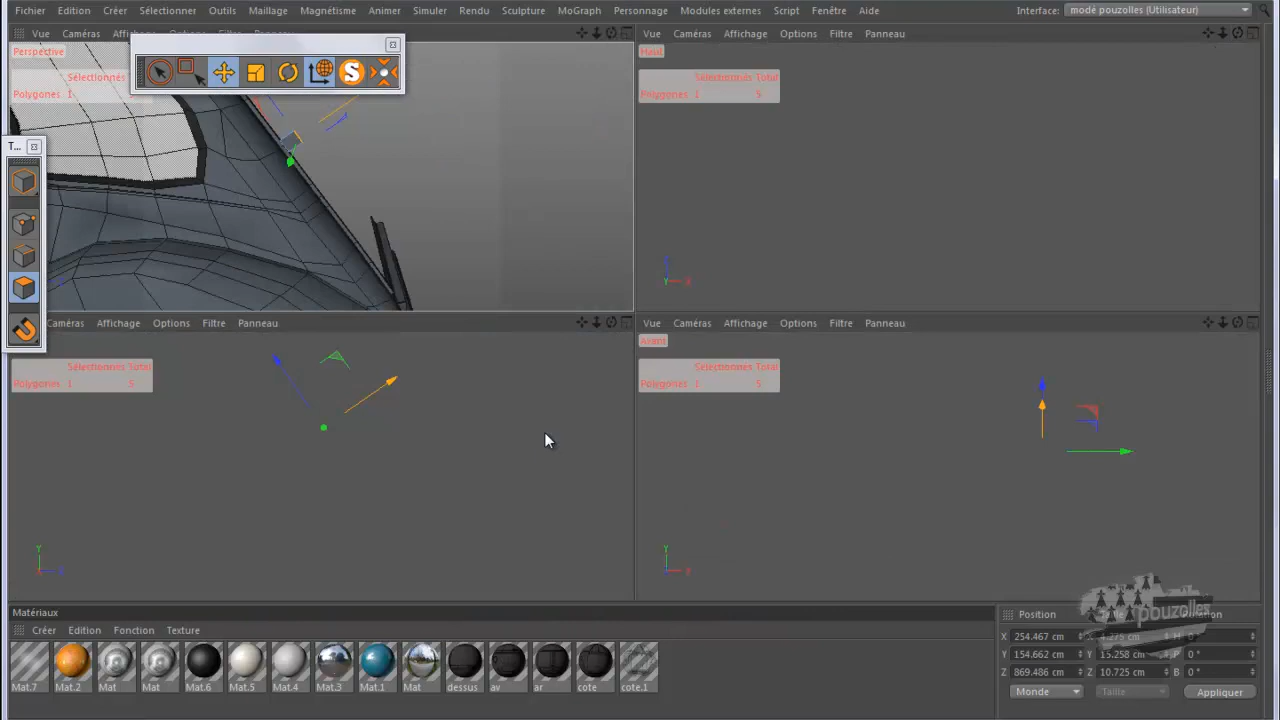 Fichier Edition Créer Sélectionner Outils Maillage Magnétisme Animer Simuler Rendu Sculpture MoGraph Personnage Modules externes Script Fenêtre Aide Interface: modé pouzolles (Utilisateur)
Vue Caméras Panneau
Perspective
Sélectionnés
Polygones 1
T...
Vue Caméras Affichage Options Filtre Panneau
Haut
Sélectionnés Total
Polygones 1 5
Y X
Caméras Affichage Options Filtre Panneau
Sélectionnés Total
Polygones 1 5
Y
Vue Caméras Affichage Options Filtre Panneau
Avant
Sélectionnés Total
Polygones 1 5
Y
X
Matériaux
Créer Edition Fonction Texture
Mat.7 Mat.2 Mat Mat Mat.6 Mat.5 Mat.4 Mat.3 Mat.1 Mat dessus av ar cote cote.1
pouzolles
Position
X 254.467 cm X 4.275 cm H 0 °
Y 154.662 cm Y 15.258 cm P 0 °
Z 869.486 cm Z 10.725 cm B 0 °
Monde Taille Appliquer